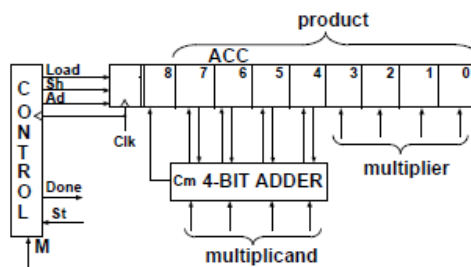 product
ACC
8 7 6 5 4 3 2 1 0
Load
Sh
Ad
CONTROL
Clk
multiplier
Cm 4-BIT ADDER
Done
St
M
multiplicand